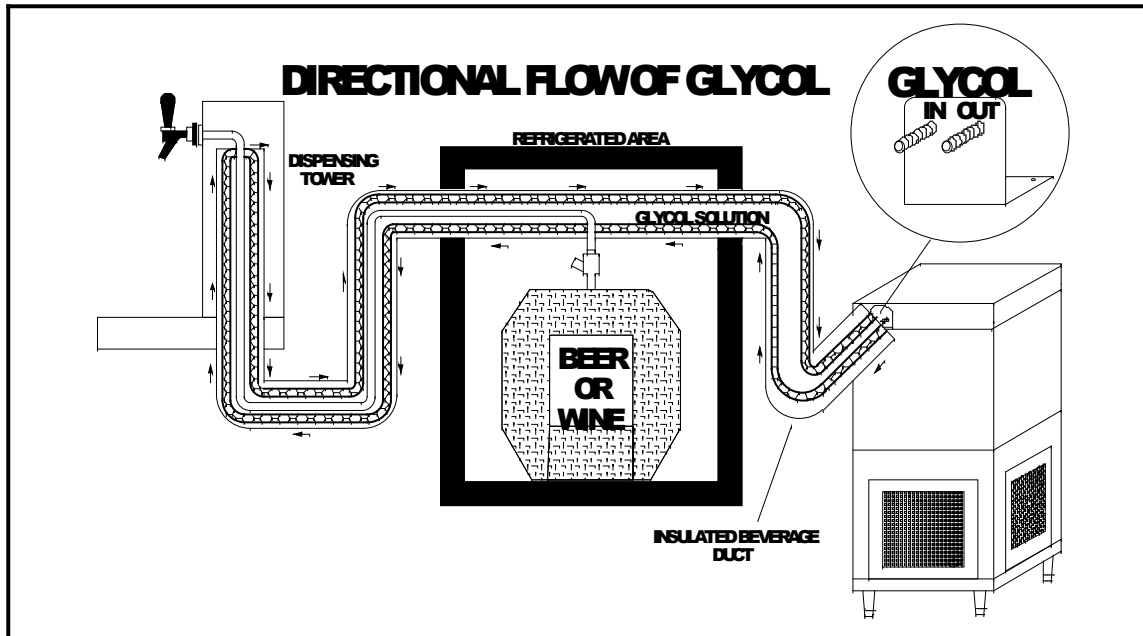 DIRECTIONAL FLOW OF GLYCOL
GLYCOL
IN OUT
REFRIGERATED AREA
DISPENSING
TOWER
GLYCOL SOLUTION
BEER
OR
WINE
INSULATED BEVERAGE
DUCT